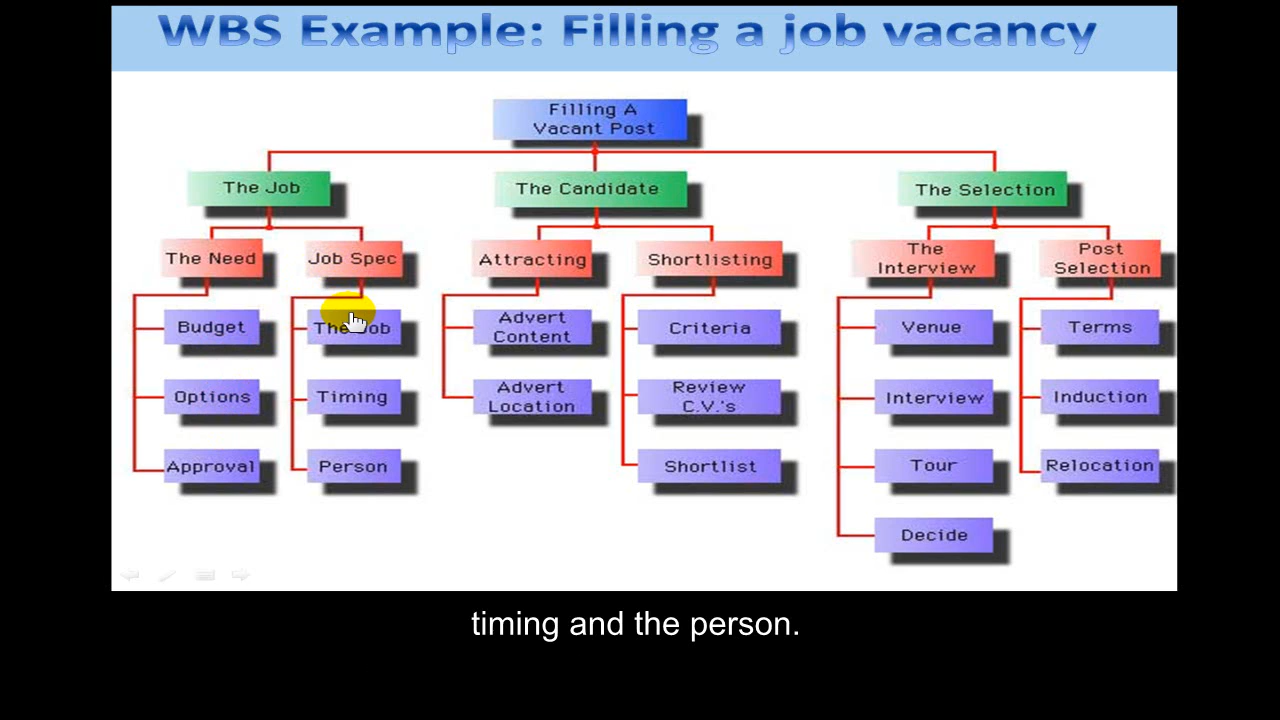 WBS Example: Filling a job vacancy
Filling A
Vacant Post
The Job
The Candidate
The Selection
The Need
Job Spec
Attracting
Shortlisting
The
Interview
Post
Selection
Budget
The Job
Advert
Content
Criteria
Venue
Terms
Options
Timing
Advert
Location
Review
C.V.'s
Interview
Induction
Approval
Person
Shortlist
Tour
Relocation
Decide
timing and the person.